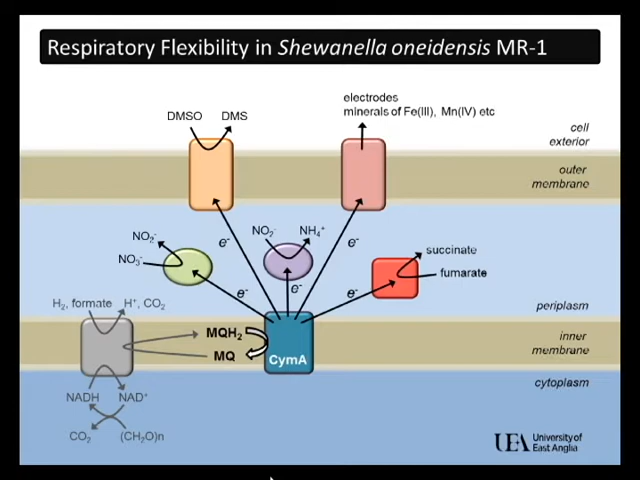 Respiratory Flexibility in Shewanella oneidensis MR-1
electrodes
minerals of Fe(III), Mn(IV) etc
DMSO DMS
cell
exterior
outer
membrane
NO₂⁻
NO₃⁻
NO₂⁻ NH₄⁺
e⁻
e⁻
e⁻
e⁻
e⁻
succinate
fumarate
periplasm
H₂, formate H⁺, CO₂
MQH₂
MQ
CymA
inner
membrane
cytoplasm
NADH NAD⁺
CO₂ (CH₂O)n
UEA University of
East Anglia